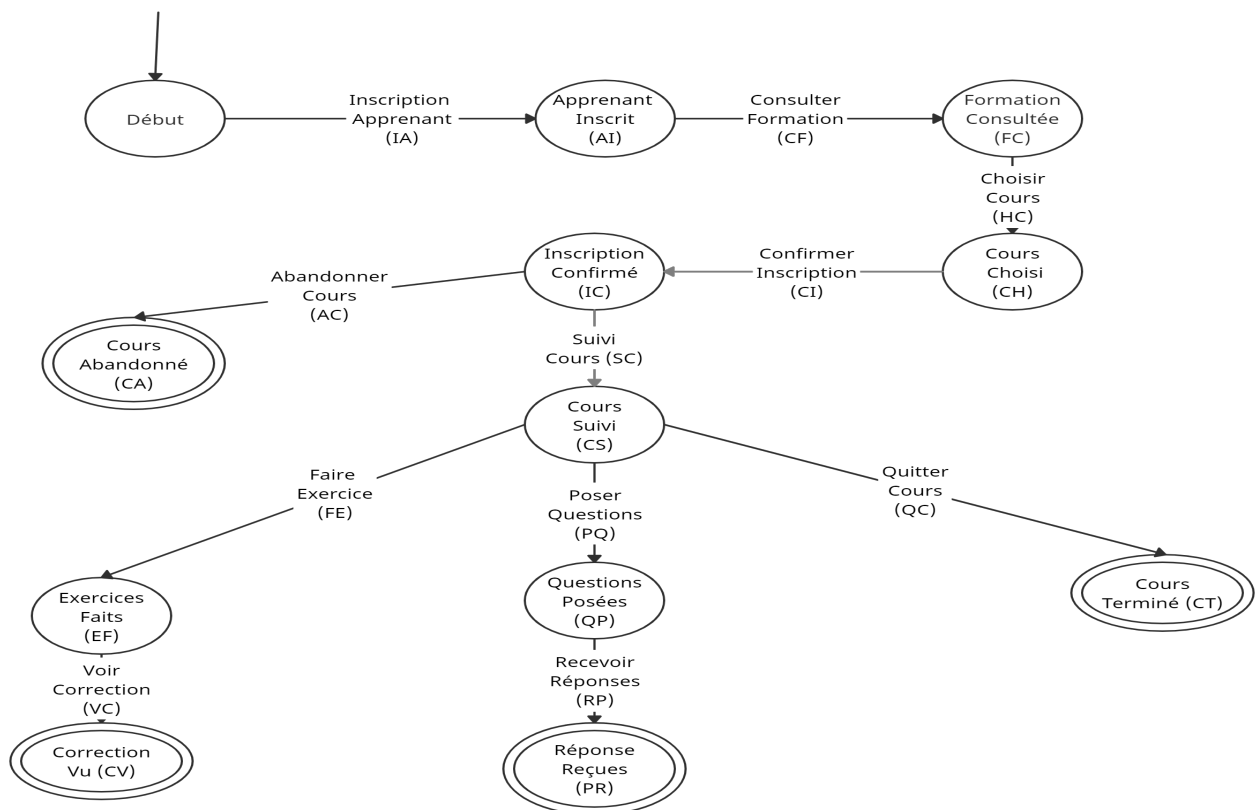 Début
Inscription
Apprenant
(IA)
Apprenant
Inscrit
(AI)
Consulter
Formation
(CF)
Formation
Consultée
(FC)
Choisir
Cours
(HC)
Cours
Choisi
(CH)
Confirmer
Inscription
(CI)
Inscription
Confirmé
(IC)
Abandonner
Cours
(AC)
Cours
Abandonné
(CA)
Suivi
Cours (SC)
Cours
Suivi
(CS)
Faire
Exercice
(FE)
Poser
Questions
(PQ)
Quitter
Cours
(QC)
Exercices
Faits
(EF)
Questions
Posées
(QP)
Cours
Terminé (CT)
Voir
Correction
(VC)
Recevoir
Réponses
(RP)
Correction
Vu (CV)
Réponse
Reçues
(PR)